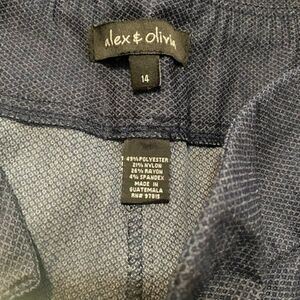 alex & olivia
14
49% POLYESTER
21% NYLON
26% RAYON
4% SPANDEX
MADE IN
GUATEMALA
RN# 97815